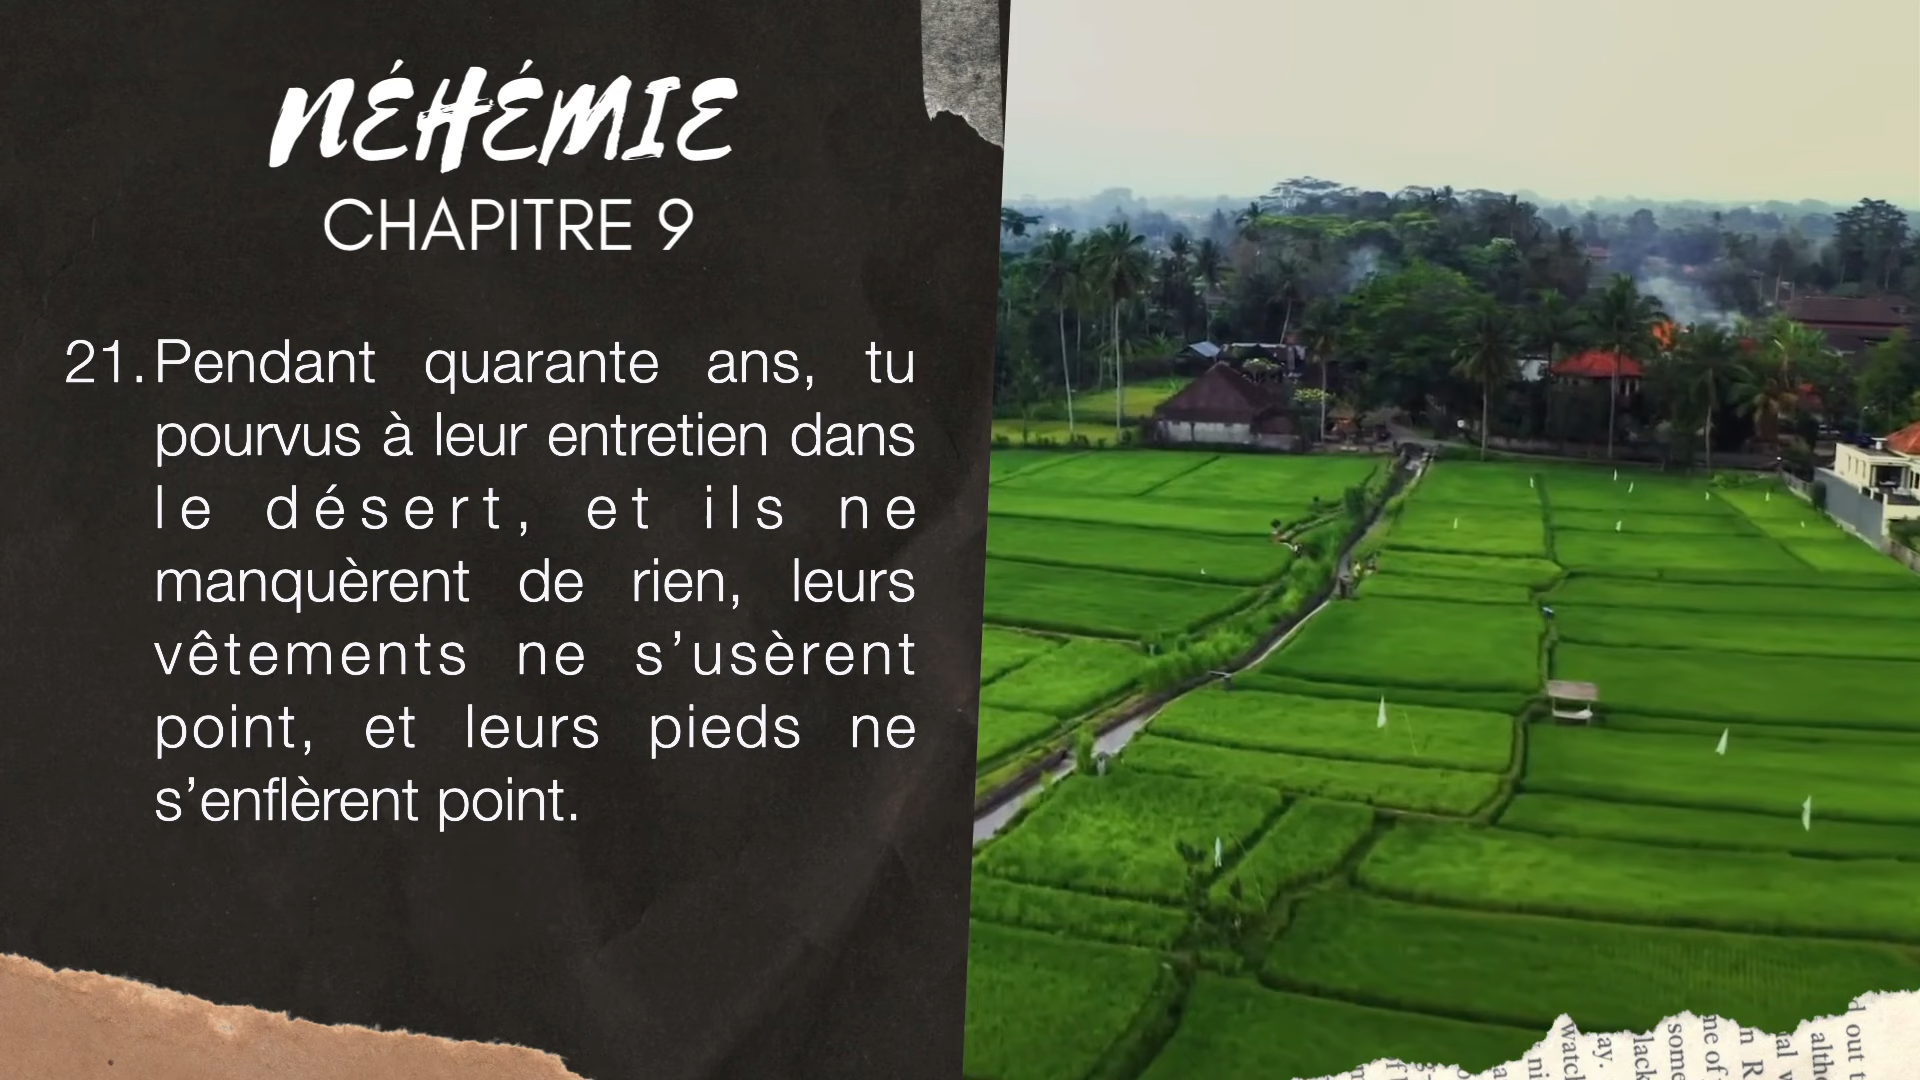 NÉHÉMIE
CHAPITRE 9
21. Pendant quarante ans, tu
pourvus à leur entretien dans
le désert, et ils ne
manquèrent de rien, leurs
vêtements ne s’usèrent
point, et leurs pieds ne
s’enflèrent point.